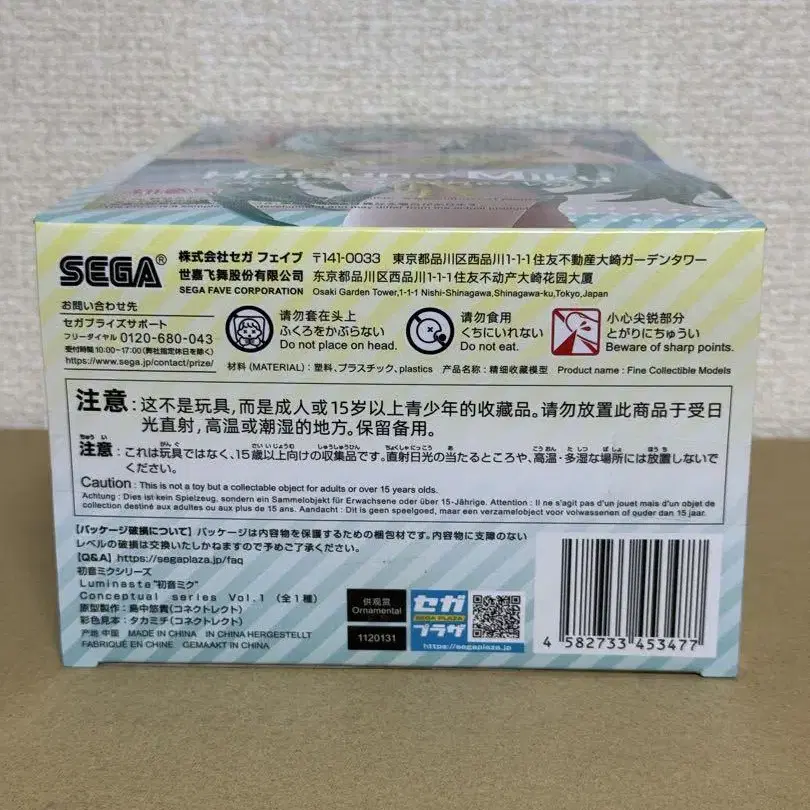 Hatsune Miku
SEGA®
株式会社セガ フェイブ 〒141-0033 東京都品川区西品川1-1-1 住友不動産大崎ガーデンタワー
世嘉飞舞股份有限公司 东京都品川区西品川1-1-1 住友不动产大崎花园大厦
SEGA FAVE CORPORATION Osaki Garden Tower,1-1-1 Nishi-Shinagawa,Shinagawa-ku,Tokyo,Japan
お問い合わせ先
セガプライズサポート
フリーダイヤル 0120-680-043
受付時間 10:00~17:00 (弊社指定休日を除く)
https://www.sega.jp/contact/prize/
请勿套在头上
ふくろをかぶらない
Do not place on head.
请勿食用
くちにいれない
Do not eat.
小心尖锐部分
とがりにちゅうい
Beware of sharp points.
材料 (MATERIAL) : 塑料、プラスチック、plastics 产品名称 : 精细收藏模型 Product name : Fine Collectible Models
注意 : 这不是玩具,而是成人或15岁以上青少年的收藏品。请勿放置此商品于受日
光直射,高温或潮湿的地方。保留备用。
注意 : これは玩具ではなく、15歳以上向けの収集品です。直射日光の当たるところや、高温・多湿な場所には放置しないで
ください。
Caution : This is not a toy but a collectable object for adults or over 15 years olds.
Achtung : Dies ist kein Spielzeug, sondern ein Sammelobjekt für Erwachsene oder über 15-Jährige. Attention : Il ne s'agit pas d'un jouet mais d'un objet de
collection destiné aux adultes ou aux plus de 15 ans. Aandacht : Dit is geen speelgoed, maar een verzamelobject voor volwassenen of ouder dan 15 jaar.
【パッケージ破損について】パッケージは内容物を保護するための梱包材です。内容物に支障のない
レベルの破損は交換いたしかねますので予めご了承ください。
【Q&A】https://segaplaza.jp/faq
初音ミクシリーズ
Luminasta"初音ミク"
Conceptual series Vol.1 (全1種)
原型製作 : 島中悠貴(コネクトレクト)
彩色見本 : タカミチ(コネクトレクト)
产地 中国 MADE IN CHINA IN CHINA HERGESTELLT
FABRIQUÉ EN CHINE GEMAAKT IN CHINA
供观赏
Ornamental
1120131
セガ
SEGA PLAZA
プラザ
https://segaplaza.jp
4 582733 453477